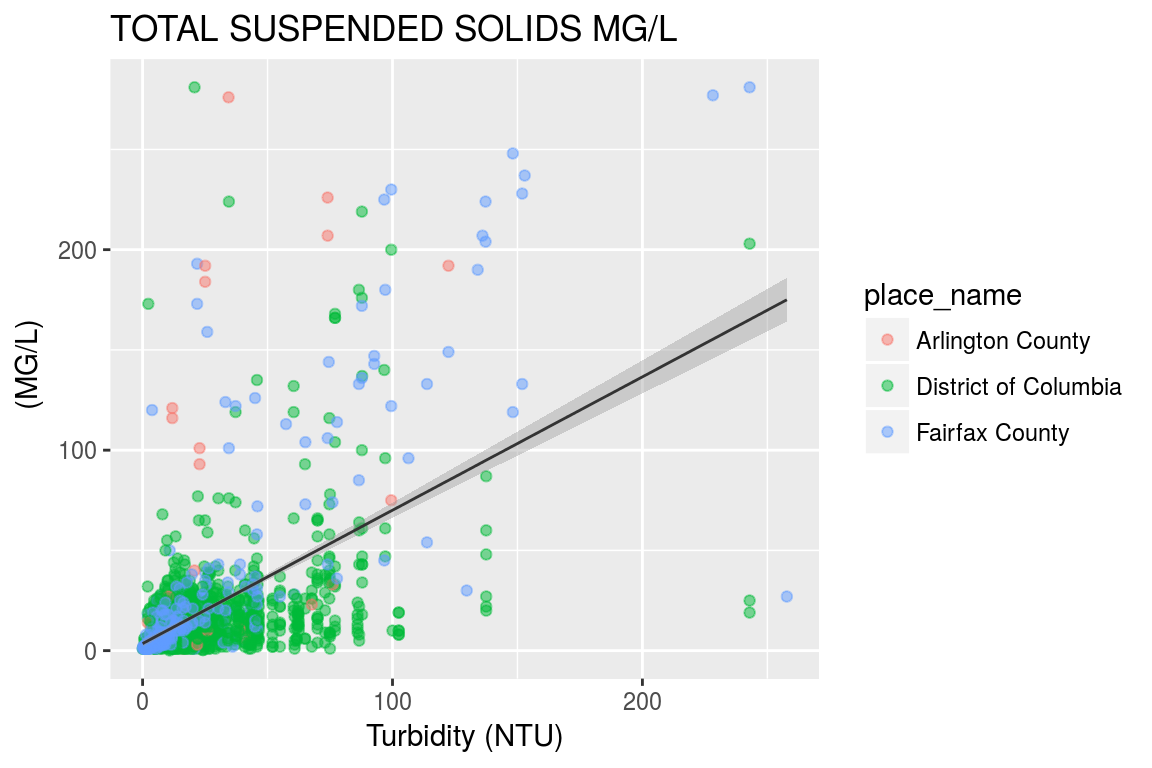 TOTAL SUSPENDED SOLIDS MG/L
(MG/L)
200
100
0
0 100 200
Turbidity (NTU)
place_name
Arlington County
District of Columbia
Fairfax County